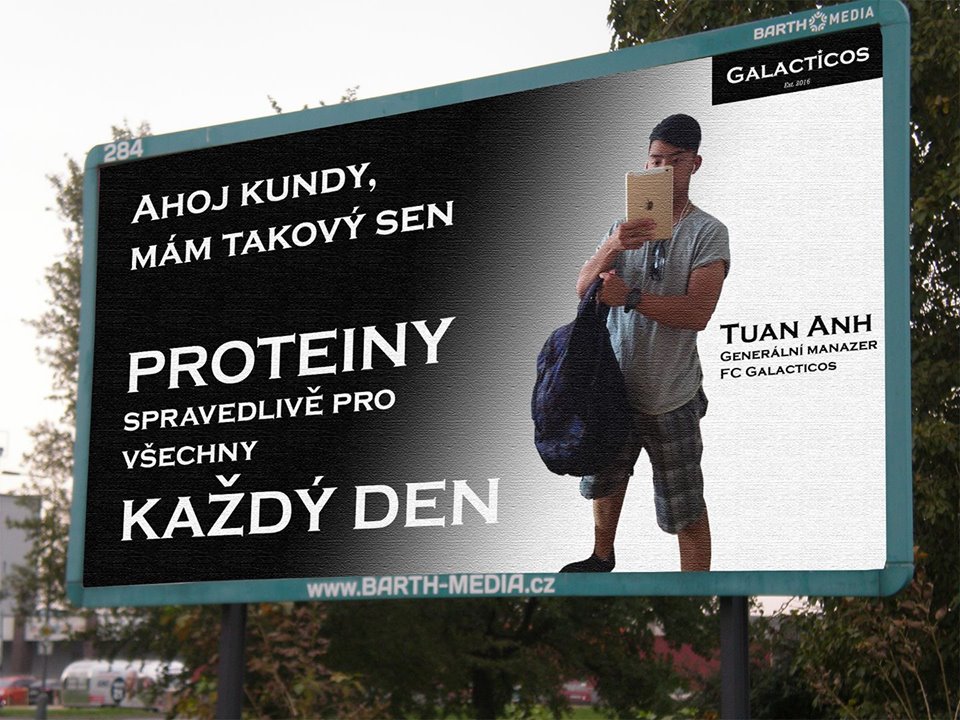 BARTH MEDIA
284
GALACTICOS
Est. 2016
AHOJ KUNDY,
MÁM TAKOVÝ SEN
PROTEINY
SPRAVEDLIVĚ PRO
VŠECHNY
KAŽDÝ DEN
TUAN ANH
GENERÁLNÍ MANAZER
FC GALACTICOS
WWW.BARTH-MEDIA.CZ